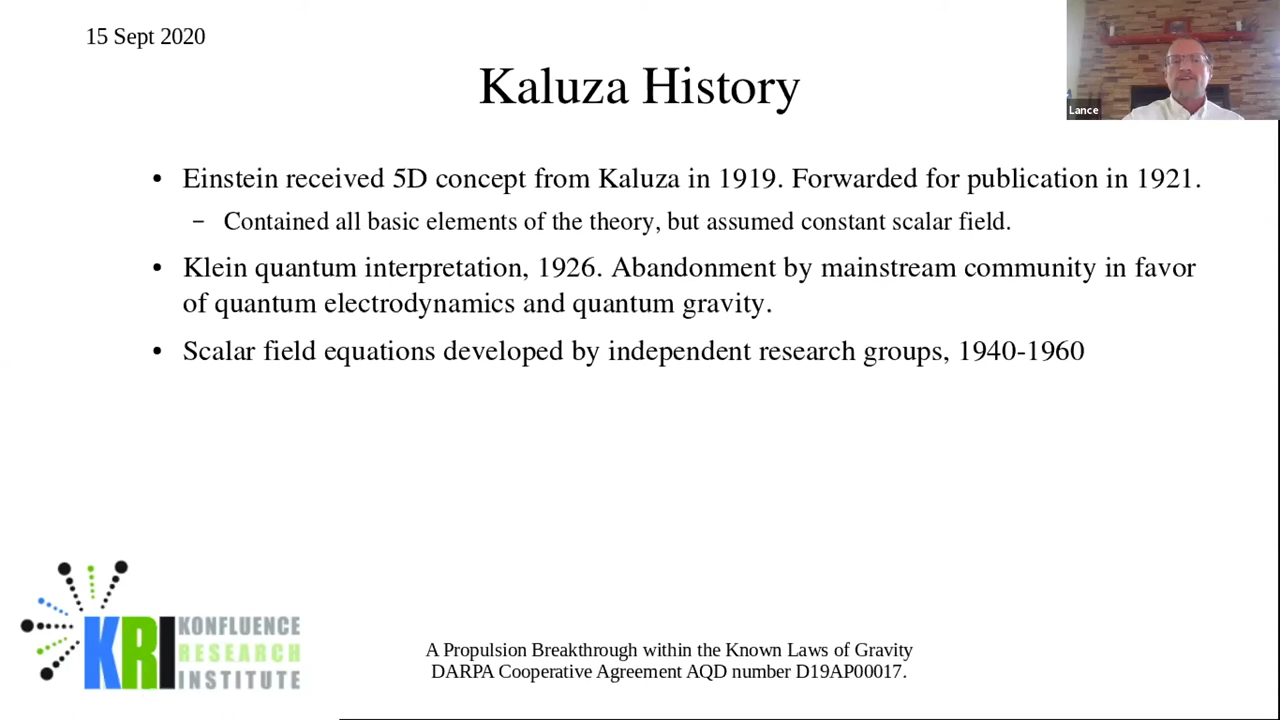 15 Sept 2020
Lance
Kaluza History
• Einstein received 5D concept from Kaluza in 1919. Forwarded for publication in 1921.
– Contained all basic elements of the theory, but assumed constant scalar field.
• Klein quantum interpretation, 1926. Abandonment by mainstream community in favor
of quantum electrodynamics and quantum gravity.
• Scalar field equations developed by independent research groups, 1940-1960
KRI
KONFLUENCE
RESEARCH
INSTITUTE
A Propulsion Breakthrough within the Known Laws of Gravity
DARPA Cooperative Agreement AQD number D19AP00017.